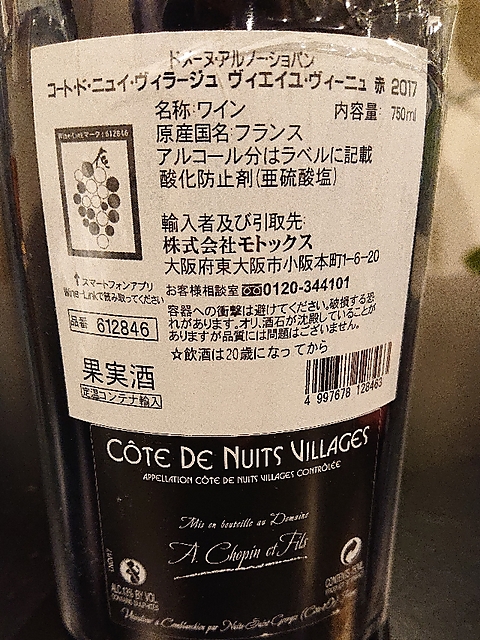 ドメーヌ・アルノー・ショパン
コート・ド・ニュイ・ヴィラージュ ヴィエイユ・ヴィーニュ 赤 2017
名称:ワイン 内容量: 750ml
原産国名:フランス
アルコール分はラベルに記載
酸化防止剤(亜硫酸塩)
Wine-Linkマーク:612846
輸入者及び引取先:
株式会社モトックス
大阪府東大阪市小阪本町1-6-20
↑スマートフォンアプリ
Wine-Linkで読み取ってください
お客様相談室 0120-344101
容器への衝撃は避けてください。破損する恐
れがあります。オリ、酒石が沈殿していることが
ありますが品質には問題はございません。
品番 612846
☆飲酒は20歳になってから
果実酒
定温コンテナ輸入
4 997678 128463
CÔTE DE NUITS VILLAGES
APPELLATION CÔTE DE NUITS VILLAGES CONTRÔLÉE
Mis en bouteille au Domaine
A. Chopin et Fils
ALC.13% BY VOL.
CONTAINS SULPHITES
Viticulteur à Comblanchien par Nuits-Saint-Georges